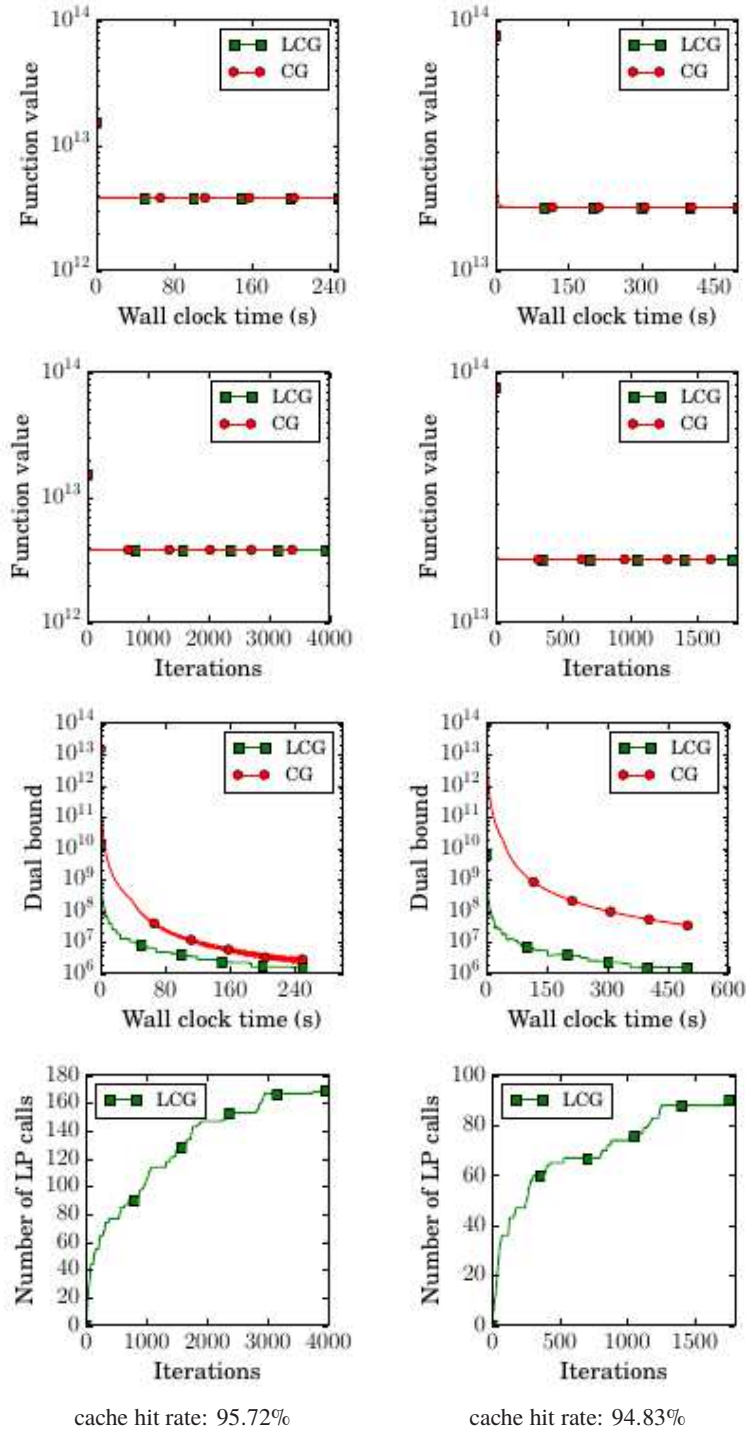 10^14
10^13
10^12
Function value
LCG
CG
0 80 160 240
Wall clock time (s)
10^14
10^13
Function value
LCG
CG
0 150 300 450
Wall clock time (s)
10^14
10^13
10^12
Function value
LCG
CG
0 1000 2000 3000 4000
Iterations
10^14
10^13
Function value
LCG
CG
0 500 1000 1500
Iterations
10^14
10^13
10^12
10^11
10^10
10^9
10^8
10^7
10^6
Dual bound
LCG
CG
0 80 160 240
Wall clock time (s)
10^14
10^13
10^12
10^11
10^10
10^9
10^8
10^7
10^6
Dual bound
LCG
CG
0 150 300 450 600
Wall clock time (s)
180
160
140
120
100
80
60
40
20
0
Number of LP calls
LCG
0 1000 2000 3000 4000
Iterations
100
80
60
40
20
0
Number of LP calls
LCG
0 500 1000 1500
Iterations
cache hit rate: 95.72%
cache hit rate: 94.83%